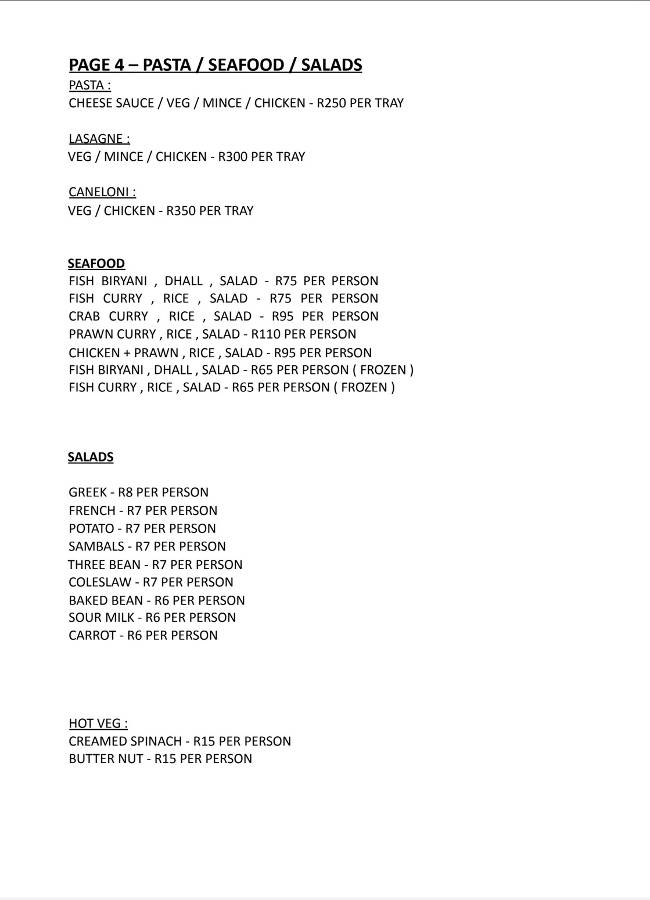 PAGE 4 – PASTA / SEAFOOD / SALADS
PASTA :
CHEESE SAUCE / VEG / MINCE / CHICKEN - R250 PER TRAY
LASAGNE :
VEG / MINCE / CHICKEN - R300 PER TRAY
CANELONI :
VEG / CHICKEN - R350 PER TRAY
SEAFOOD
FISH BIRYANI , DHALL , SALAD - R75 PER PERSON
FISH CURRY , RICE , SALAD - R75 PER PERSON
CRAB CURRY , RICE , SALAD - R95 PER PERSON
PRAWN CURRY , RICE , SALAD - R110 PER PERSON
CHICKEN + PRAWN , RICE , SALAD - R95 PER PERSON
FISH BIRYANI , DHALL , SALAD - R65 PER PERSON ( FROZEN )
FISH CURRY , RICE , SALAD - R65 PER PERSON ( FROZEN )
SALADS
GREEK - R8 PER PERSON
FRENCH - R7 PER PERSON
POTATO - R7 PER PERSON
SAMBALS - R7 PER PERSON
THREE BEAN - R7 PER PERSON
COLESLAW - R7 PER PERSON
BAKED BEAN - R6 PER PERSON
SOUR MILK - R6 PER PERSON
CARROT - R6 PER PERSON
HOT VEG :
CREAMED SPINACH - R15 PER PERSON
BUTTER NUT - R15 PER PERSON